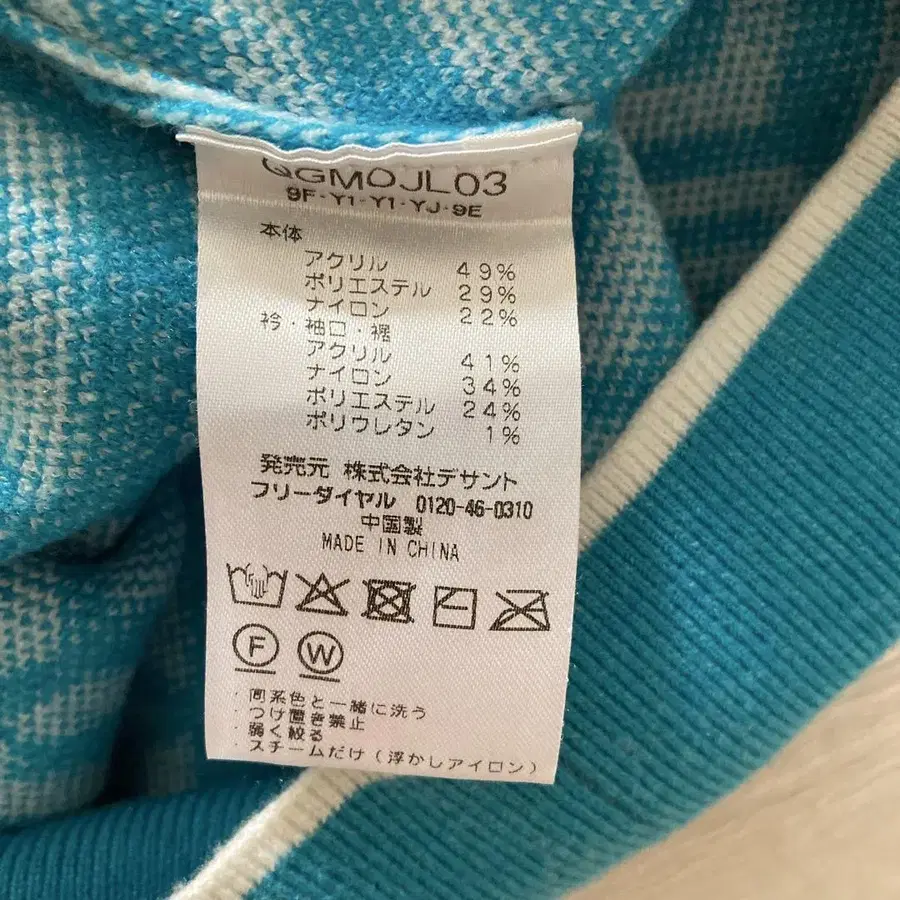 QGMOJL03
9F-Y1-Y1-YJ-9E
本体
アクリル 49%
ポリエステル 29%
ナイロン 22%
衿・袖口・裾
アクリル 41%
ナイロン 34%
ポリエステル 24%
ポリウレタン 1%
発売元 株式会社デサント
フリーダイヤル 0120-46-0310
中国製
MADE IN CHINA
F W
・同系色と一緒に洗う
・つけ置き禁止
・弱く絞る
・スチームだけ(浮かしアイロン)